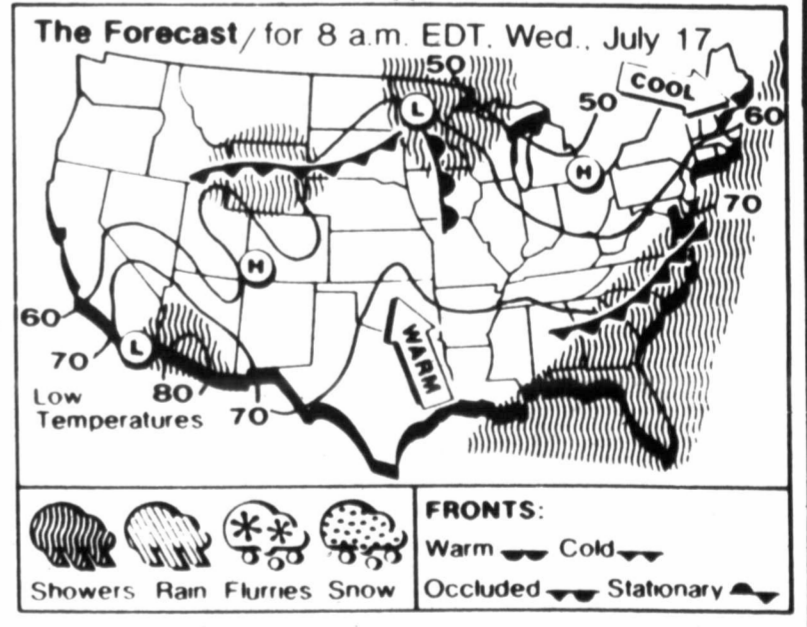 The Forecast / for 8 a.m. EDT, Wed., July 17
50
COOL
L
50
60
H
70
H
60
L
WARM
70
80
70
Low
Temperatures
Showers Rain Flurries Snow
FRONTS:
Warm Cold
Occluded Stationary